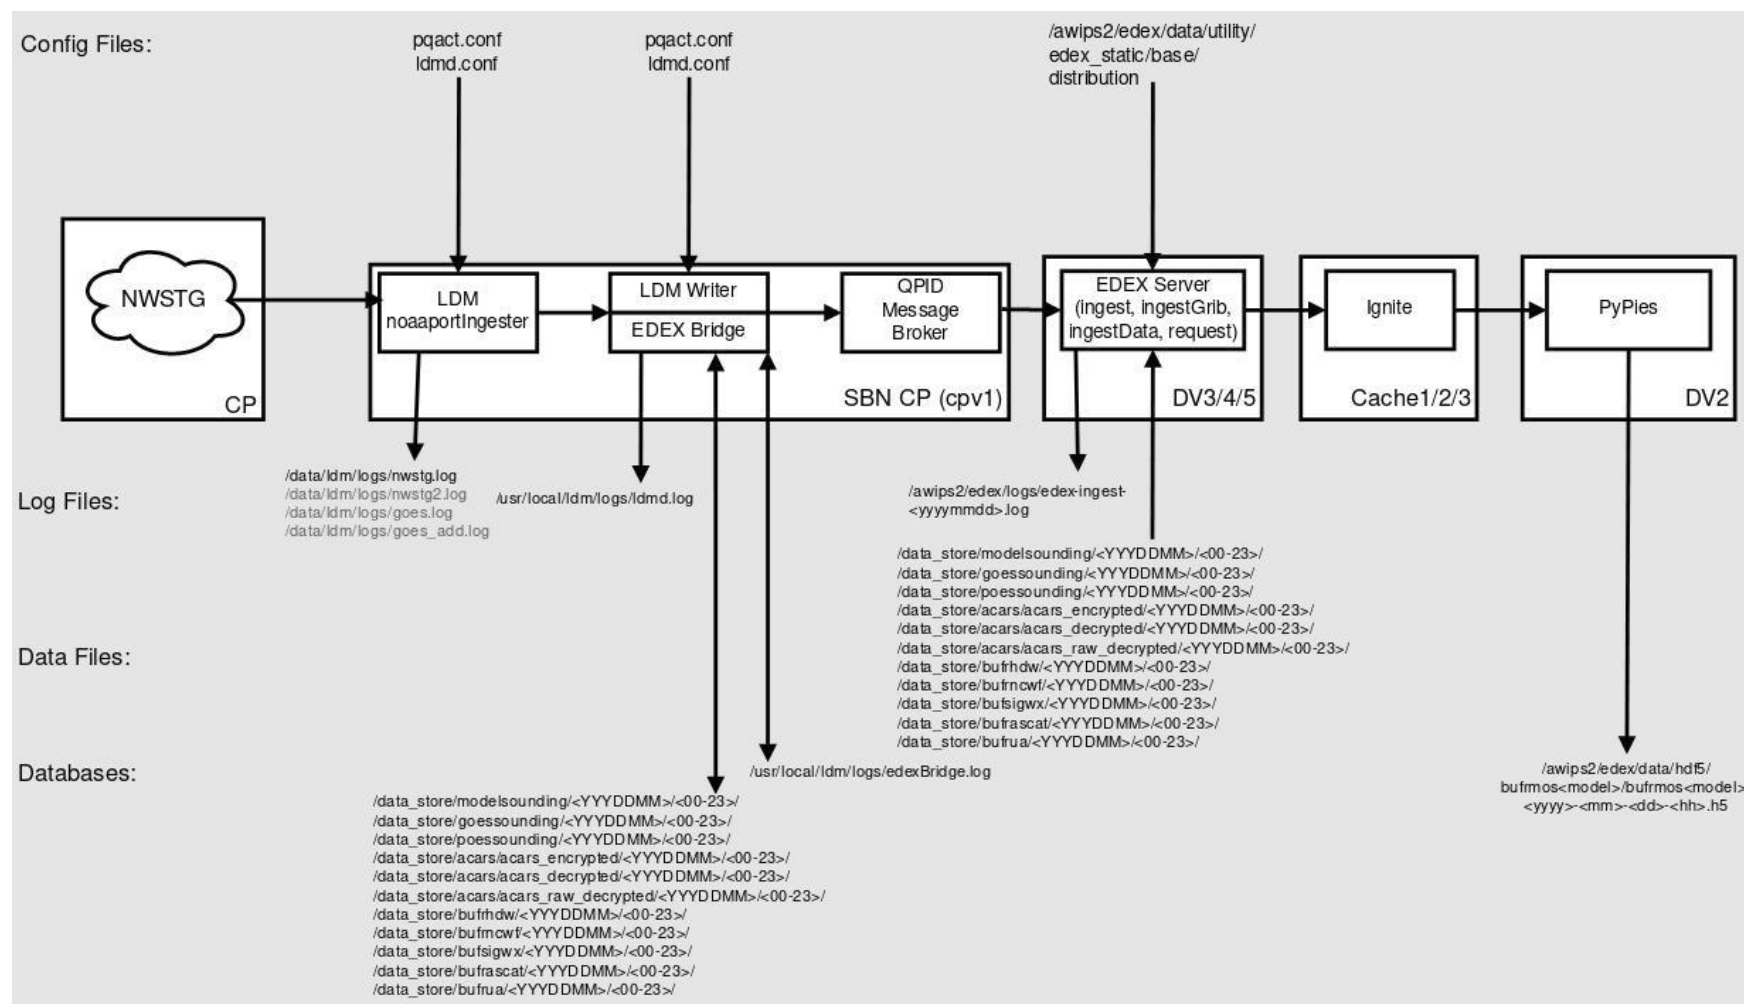 Config Files:
pqact.conf
ldmd.conf
pqact.conf
ldmd.conf
/awips2/edex/data/utility/
edex_static/base/
distribution
NWSTG
CP
LDM
noaaportIngester
LDM Writer
EDEX Bridge
QPID
Message
Broker
SBN CP (cpv1)
EDEX Server
(ingest, ingestGrib,
ingestData, request)
DV3/4/5
Ignite
Cache1/2/3
PyPies
DV2
Log Files:
/data/ldm/logs/nwstg.log
/data/ldm/logs/nwstg2.log
/data/ldm/logs/goes.log
/data/ldm/logs/goes_add.log
/usr/local/ldm/logs/ldmd.log
/awips2/edex/logs/edex-ingest-
<yyyymmdd>.log
Data Files:
/data_store/modelsounding/<YYYDDMM>/<00-23>/
/data_store/goessounding/<YYYDDMM>/<00-23>/
/data_store/poessounding/<YYYDDMM>/<00-23>/
/data_store/acars/acars_encrypted/<YYYDDMM>/<00-23>/
/data_store/acars/acars_decrypted/<YYYDDMM>/<00-23>/
/data_store/acars/acars_raw_decrypted/<YYYDDMM>/<00-23>/
/data_store/bufrhdw/<YYYDDMM>/<00-23>/
/data_store/bufrncwf/<YYYDDMM>/<00-23>/
/data_store/bufsigwx/<YYYDDMM>/<00-23>/
/data_store/bufrascat/<YYYDDMM>/<00-23>/
/data_store/bufrua/<YYYDDMM>/<00-23>/
Databases:
/usr/local/ldm/logs/edexBridge.log
/data_store/modelsounding/<YYYDDMM>/<00-23>/
/data_store/goessounding/<YYYDDMM>/<00-23>/
/data_store/poessounding/<YYYDDMM>/<00-23>/
/data_store/acars/acars_encrypted/<YYYDDMM>/<00-23>/
/data_store/acars/acars_decrypted/<YYYDDMM>/<00-23>/
/data_store/acars/acars_raw_decrypted/<YYYDDMM>/<00-23>/
/data_store/bufrhdw/<YYYDDMM>/<00-23>/
/data_store/bufrncwf/<YYYDDMM>/<00-23>/
/data_store/bufsigwx/<YYYDDMM>/<00-23>/
/data_store/bufrascat/<YYYDDMM>/<00-23>/
/data_store/bufrua/<YYYDDMM>/<00-23>/
/awips2/edex/data/hdf5/
bufrmos<model>/bufrmos<model>
<yyyy>-<mm>-<dd>-<hh>.h5